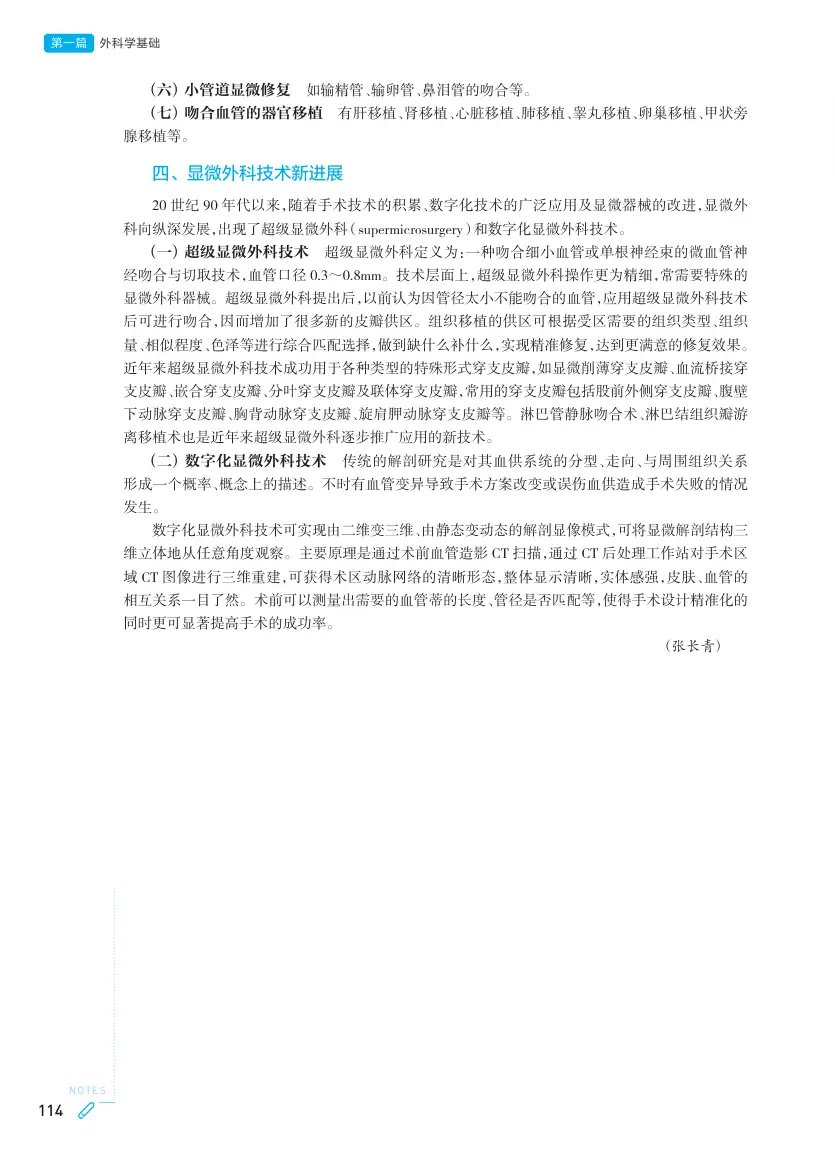 第一篇 外科学基础
（六）小管道显微修复 如输精管、输卵管、鼻泪管的吻合等。
（七）吻合血管的器官移植 有肝移植、肾移植、心脏移植、肺移植、睾丸移植、卵巢移植、甲状旁
腺移植等。
四、显微外科技术新进展
20 世纪 90 年代以来，随着手术技术的积累、数字化技术的广泛应用及显微器械的改进，显微外
科向纵深发展，出现了超级显微外科（supermicrosurgery）和数字化显微外科技术。
（一）超级显微外科技术 超级显微外科定义为：一种吻合细小血管或单根神经束的微血管神
经吻合与切取技术，血管口径 0.3～0.8mm。技术层面上，超级显微外科操作更为精细，常需要特殊的
显微外科器械。超级显微外科提出后，以前认为因管径太小不能吻合的血管，应用超级显微外科技术
后可进行吻合，因而增加了很多新的皮瓣供区。组织移植的供区可根据受区需要的组织类型、组织
量、相似程度、色泽等进行综合匹配选择，做到缺什么补什么，实现精准修复，达到更满意的修复效果。
近年来超级显微外科技术成功用于各种类型的特殊形式穿支皮瓣，如显微削薄穿支皮瓣、血流桥接穿
支皮瓣、嵌合穿支皮瓣、分叶穿支皮瓣及联体穿支皮瓣，常用的穿支皮瓣包括股前外侧穿支皮瓣、腹壁
下动脉穿支皮瓣、胸背动脉穿支皮瓣、旋肩胛动脉穿支皮瓣等。淋巴管静脉吻合术、淋巴结组织瓣游
离移植术也是近年来超级显微外科逐步推广应用的新技术。
（二）数字化显微外科技术 传统的解剖研究是对其血供系统的分型、走向、与周围组织关系
形成一个概率、概念上的描述。不时有血管变异导致手术方案改变或误伤血供造成手术失败的情况
发生。
数字化显微外科技术可实现由二维变三维、由静态变动态的解剖显像模式，可将显微解剖结构三
维立体地从任意角度观察。主要原理是通过术前血管造影 CT 扫描，通过 CT 后处理工作站对手术区
域 CT 图像进行三维重建，可获得术区动脉网络的清晰形态，整体显示清晰，实体感强，皮肤、血管的
相互关系一目了然。术前可以测量出需要的血管蒂的长度、管径是否匹配等，使得手术设计精准化的
同时更可显著提高手术的成功率。
（张长青）
NOTES
114